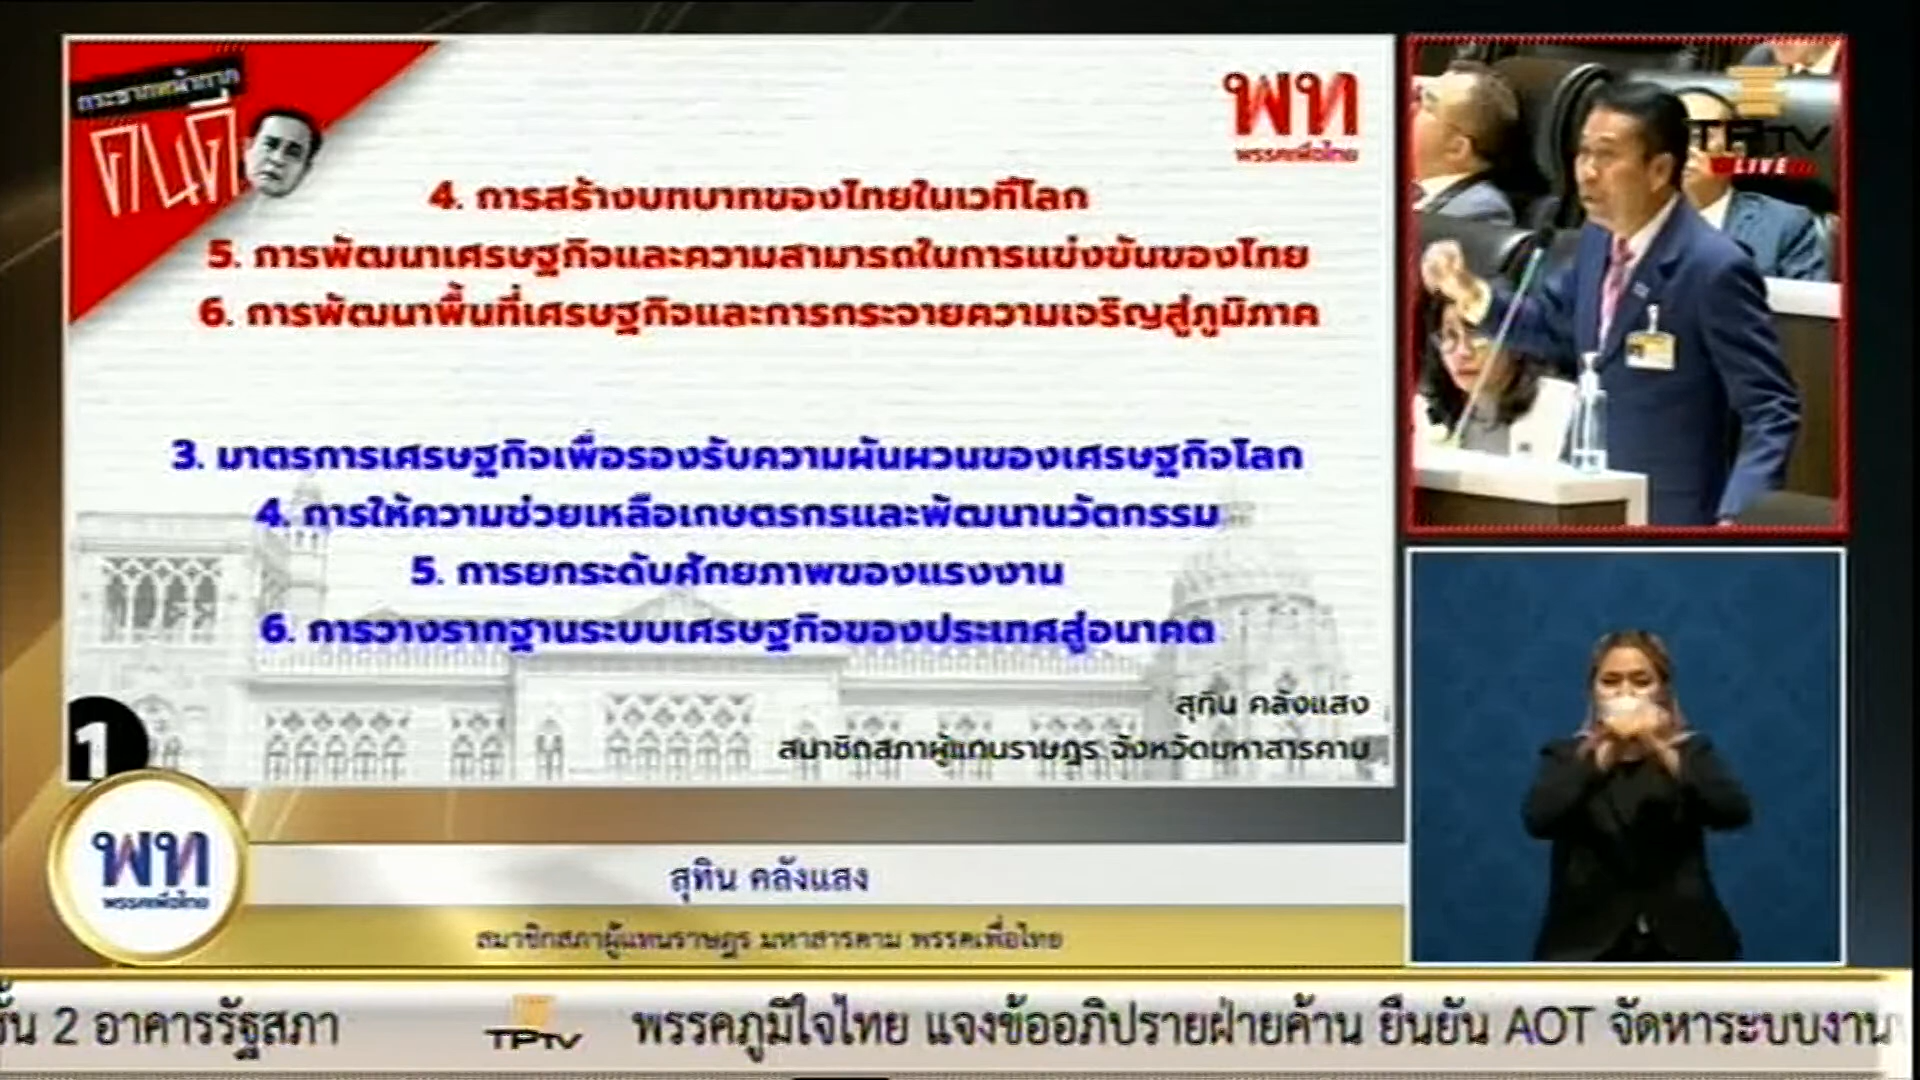 กระชากหน้ากาก
คนดี
พท
พรรคเพื่อไทย
4. การสร้างบทบาทของไทยในเวทีโลก
5. การพัฒนาเศรษฐกิจและความสามารถในการแข่งขันของไทย
6. การพัฒนาพื้นที่เศรษฐกิจและการกระจายความเจริญสู่ภูมิภาค
3. มาตรการเศรษฐกิจเพื่อรองรับความผันผวนของเศรษฐกิจโลก
4. การให้ความช่วยเหลือเกษตรกรและพัฒนานวัตกรรม
5. การยกระดับศักยภาพของแรงงาน
6. การวางรากฐานระบบเศรษฐกิจของประเทศสู่อนาคต
สุทิน คลังแสง
สมาชิกสภาผู้แทนราษฎร จังหวัดมหาสารคาม
1
TPTV
LIVE
พท
พรรคเพื่อไทย
สุทิน คลังแสง
สมาชิกสภาผู้แทนราษฎร มหาสารคาม พรรคเพื่อไทย
ชั้น 2 อาคารรัฐสภา TPTV พรรคภูมิใจไทย แจงข้ออภิปรายฝ่ายค้าน ยืนยัน AOT จัดหาระบบงาน